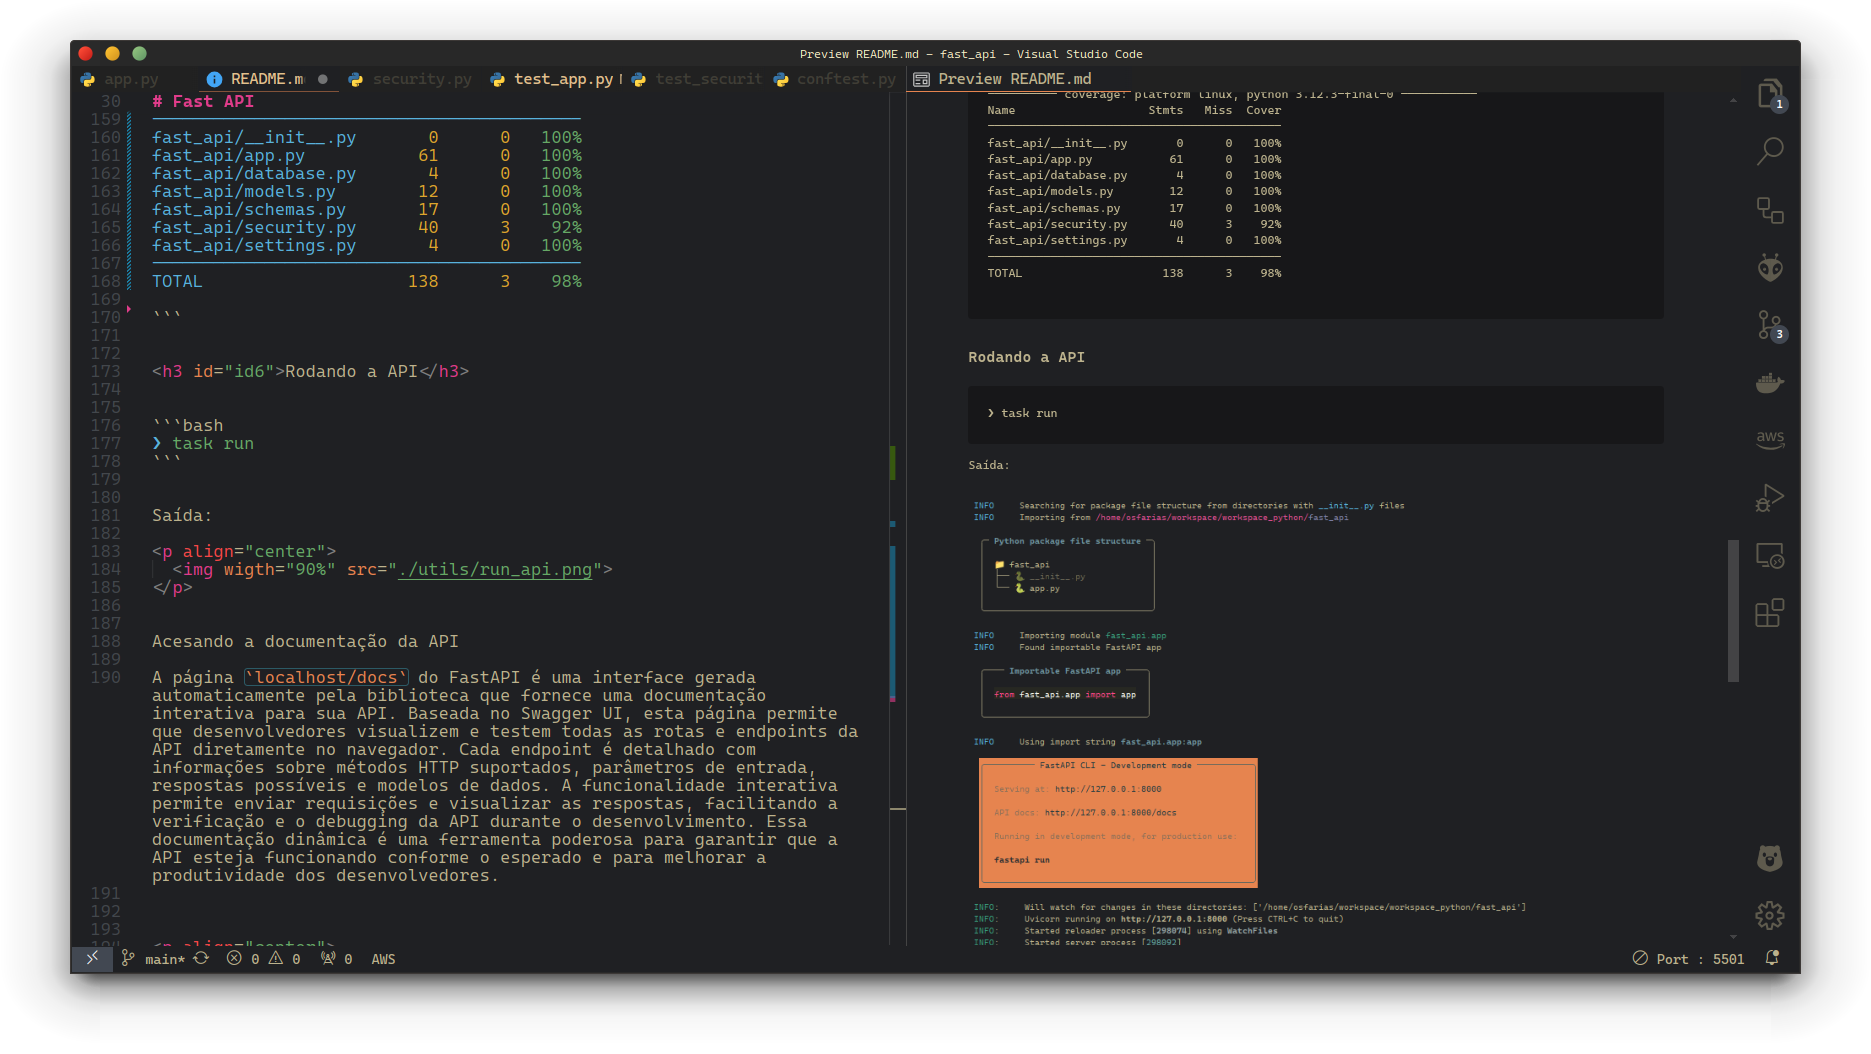 Preview README.md - fast_api - Visual Studio Code
app.py README.m security.py test_app.py test_securit conftest.py Preview README.md
30 # Fast API
159
160 fast_api/__init__.py 0 0 100%
161 fast_api/app.py 61 0 100%
162 fast_api/database.py 4 0 100%
163 fast_api/models.py 12 0 100%
164 fast_api/schemas.py 17 0 100%
165 fast_api/security.py 40 3 92%
166 fast_api/settings.py 4 0 100%
167
168 TOTAL 138 3 98%
169
170 ```
171
172
173 <h3 id="id6">Rodando a API</h3>
174
175
176 ```bash
177 ❯ task run
178 ```
179
180
181 Saída:
182
183 <p align="center">
184 <img wigth="90%" src="./utils/run_api.png">
185 </p>
186
187
188 Acesando a documentação da API
189
190 A página `localhost/docs` do FastAPI é uma interface gerada
automaticamente pela biblioteca que fornece uma documentação
interativa para sua API. Baseada no Swagger UI, esta página permite
que desenvolvedores visualizem e testem todas as rotas e endpoints da
API diretamente no navegador. Cada endpoint é detalhado com
informações sobre métodos HTTP suportados, parâmetros de entrada,
respostas possíveis e modelos de dados. A funcionalidade interativa
permite enviar requisições e visualizar as respostas, facilitando a
verificação e o debugging da API durante o desenvolvimento. Essa
documentação dinâmica é uma ferramenta poderosa para garantir que a
API esteja funcionando conforme o esperado e para melhorar a
produtividade dos desenvolvedores.
191
192
193
194 <p align="center">
coverage: platform linux, python 3.12.3-final-0
Name Stmts Miss Cover
fast_api/__init__.py 0 0 100%
fast_api/app.py 61 0 100%
fast_api/database.py 4 0 100%
fast_api/models.py 12 0 100%
fast_api/schemas.py 17 0 100%
fast_api/security.py 40 3 92%
fast_api/settings.py 4 0 100%
TOTAL 138 3 98%
Rodando a API
❯ task run
Saída:
INFO Searching for package file structure from directories with __init__.py files
INFO Importing from /home/osfarias/workspace/workspace_python/fast_api
Python package file structure
fast_api
__init__.py
app.py
INFO Importing module fast_api.app
INFO Found importable FastAPI app
Importable FastAPI app
from fast_api.app import app
INFO Using import string fast_api.app:app
FastAPI CLI - Development mode
Serving at: http://127.0.0.1:8000
API docs: http://127.0.0.1:8000/docs
Running in development mode, for production use:
fastapi run
INFO: Will watch for changes in these directories: ['/home/osfarias/workspace/workspace_python/fast_api']
INFO: Uvicorn running on http://127.0.0.1:8000 (Press CTRL+C to quit)
INFO: Started reloader process [298074] using WatchFiles
INFO: Started server process [298092]
1
3
aws
main* 0 0 0 AWS
Port : 5501